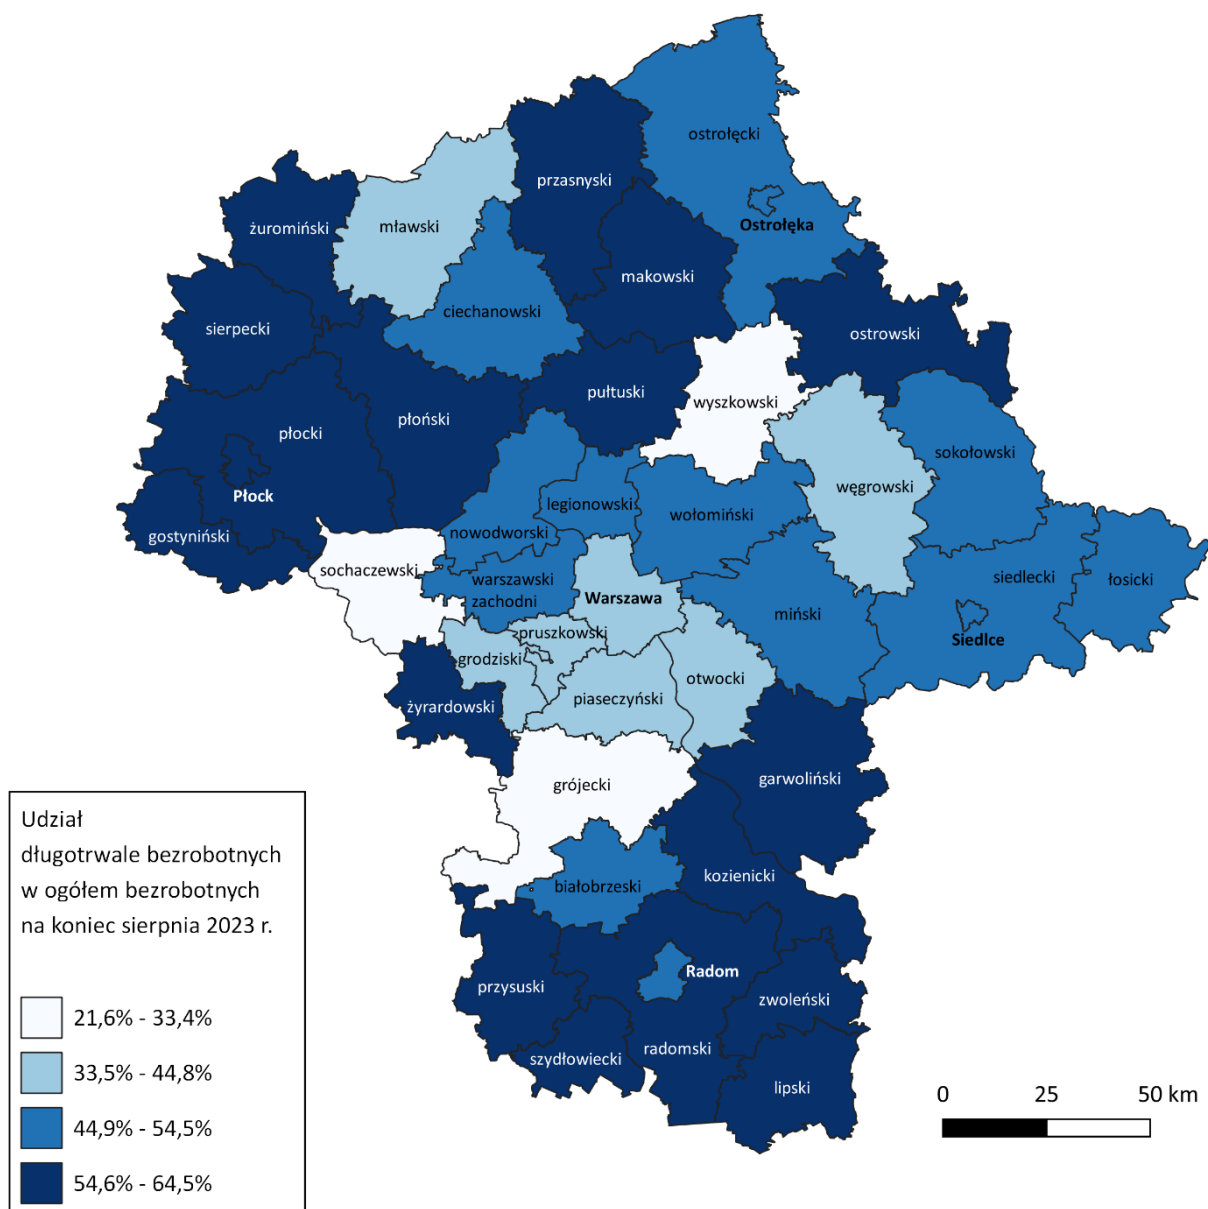 ostrołęcki
przasnyski
Ostrołęka
żuromiński
mławski
makowski
ciechanowski
sierpecki
ostrowski
pułtuski
wyszkowski
płoński
płocki
sokołowski
węgrowski
Płock
legionowski
wołomiński
nowodworski
gostyniński
sochaczewski
warszawski
zachodni
siedlecki
łosicki
Warszawa
miński
pruszkowski
Siedlce
grodziski
otwocki
piaseczyński
żyrardowski
grójecki
garwoliński
kozienicki
białobrzeski
Radom
przysuski
zwoleński
radomski
szydłowiecki
lipski
Udział
długotrwale bezrobotnych
w ogółem bezrobotnych
na koniec sierpnia 2023 r.
21,6% - 33,4%
33,5% - 44,8%
44,9% - 54,5%
54,6% - 64,5%
0 25 50 km